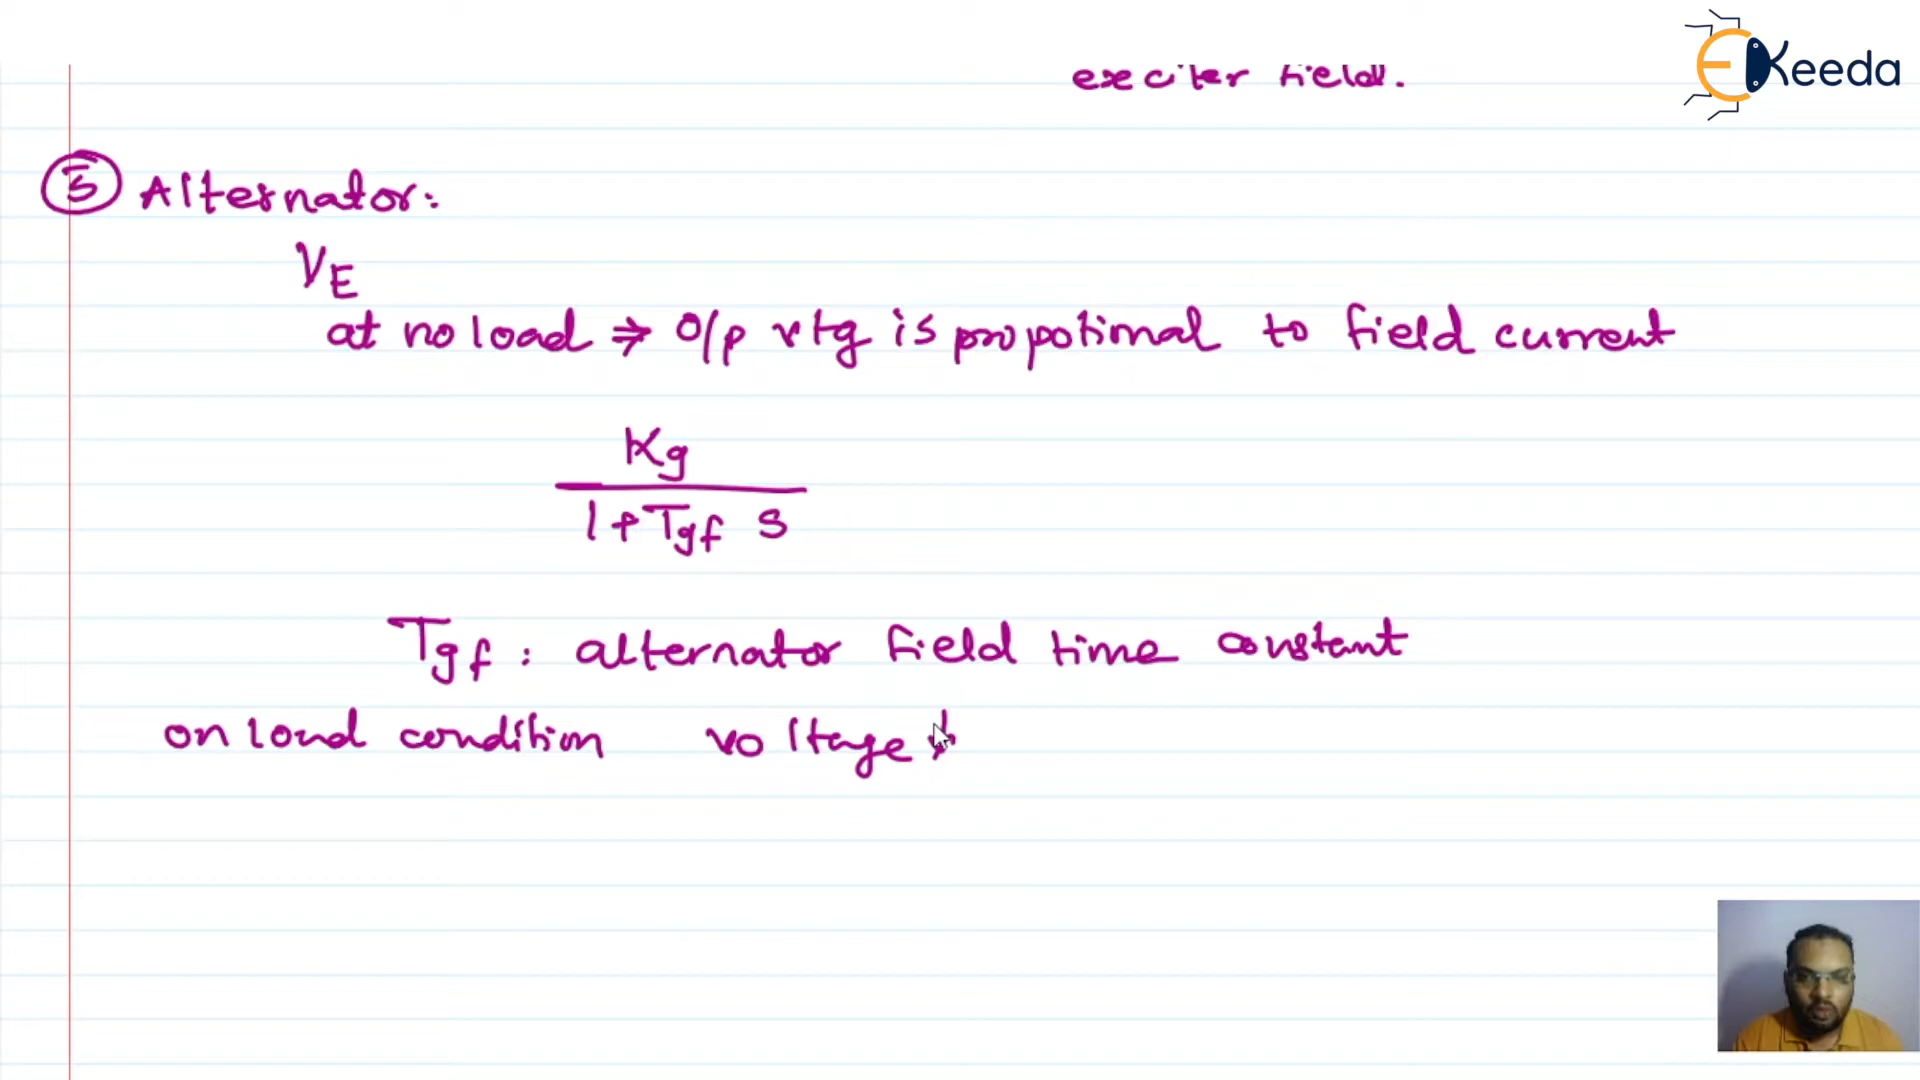 exciter field.
EKeeda
5 Alternator:
VE
at no load ⇒ O/p vtg is propotional to field current
Kg
1+Tgf S
Tgf : alternator field time constant
on load condition voltage ↓